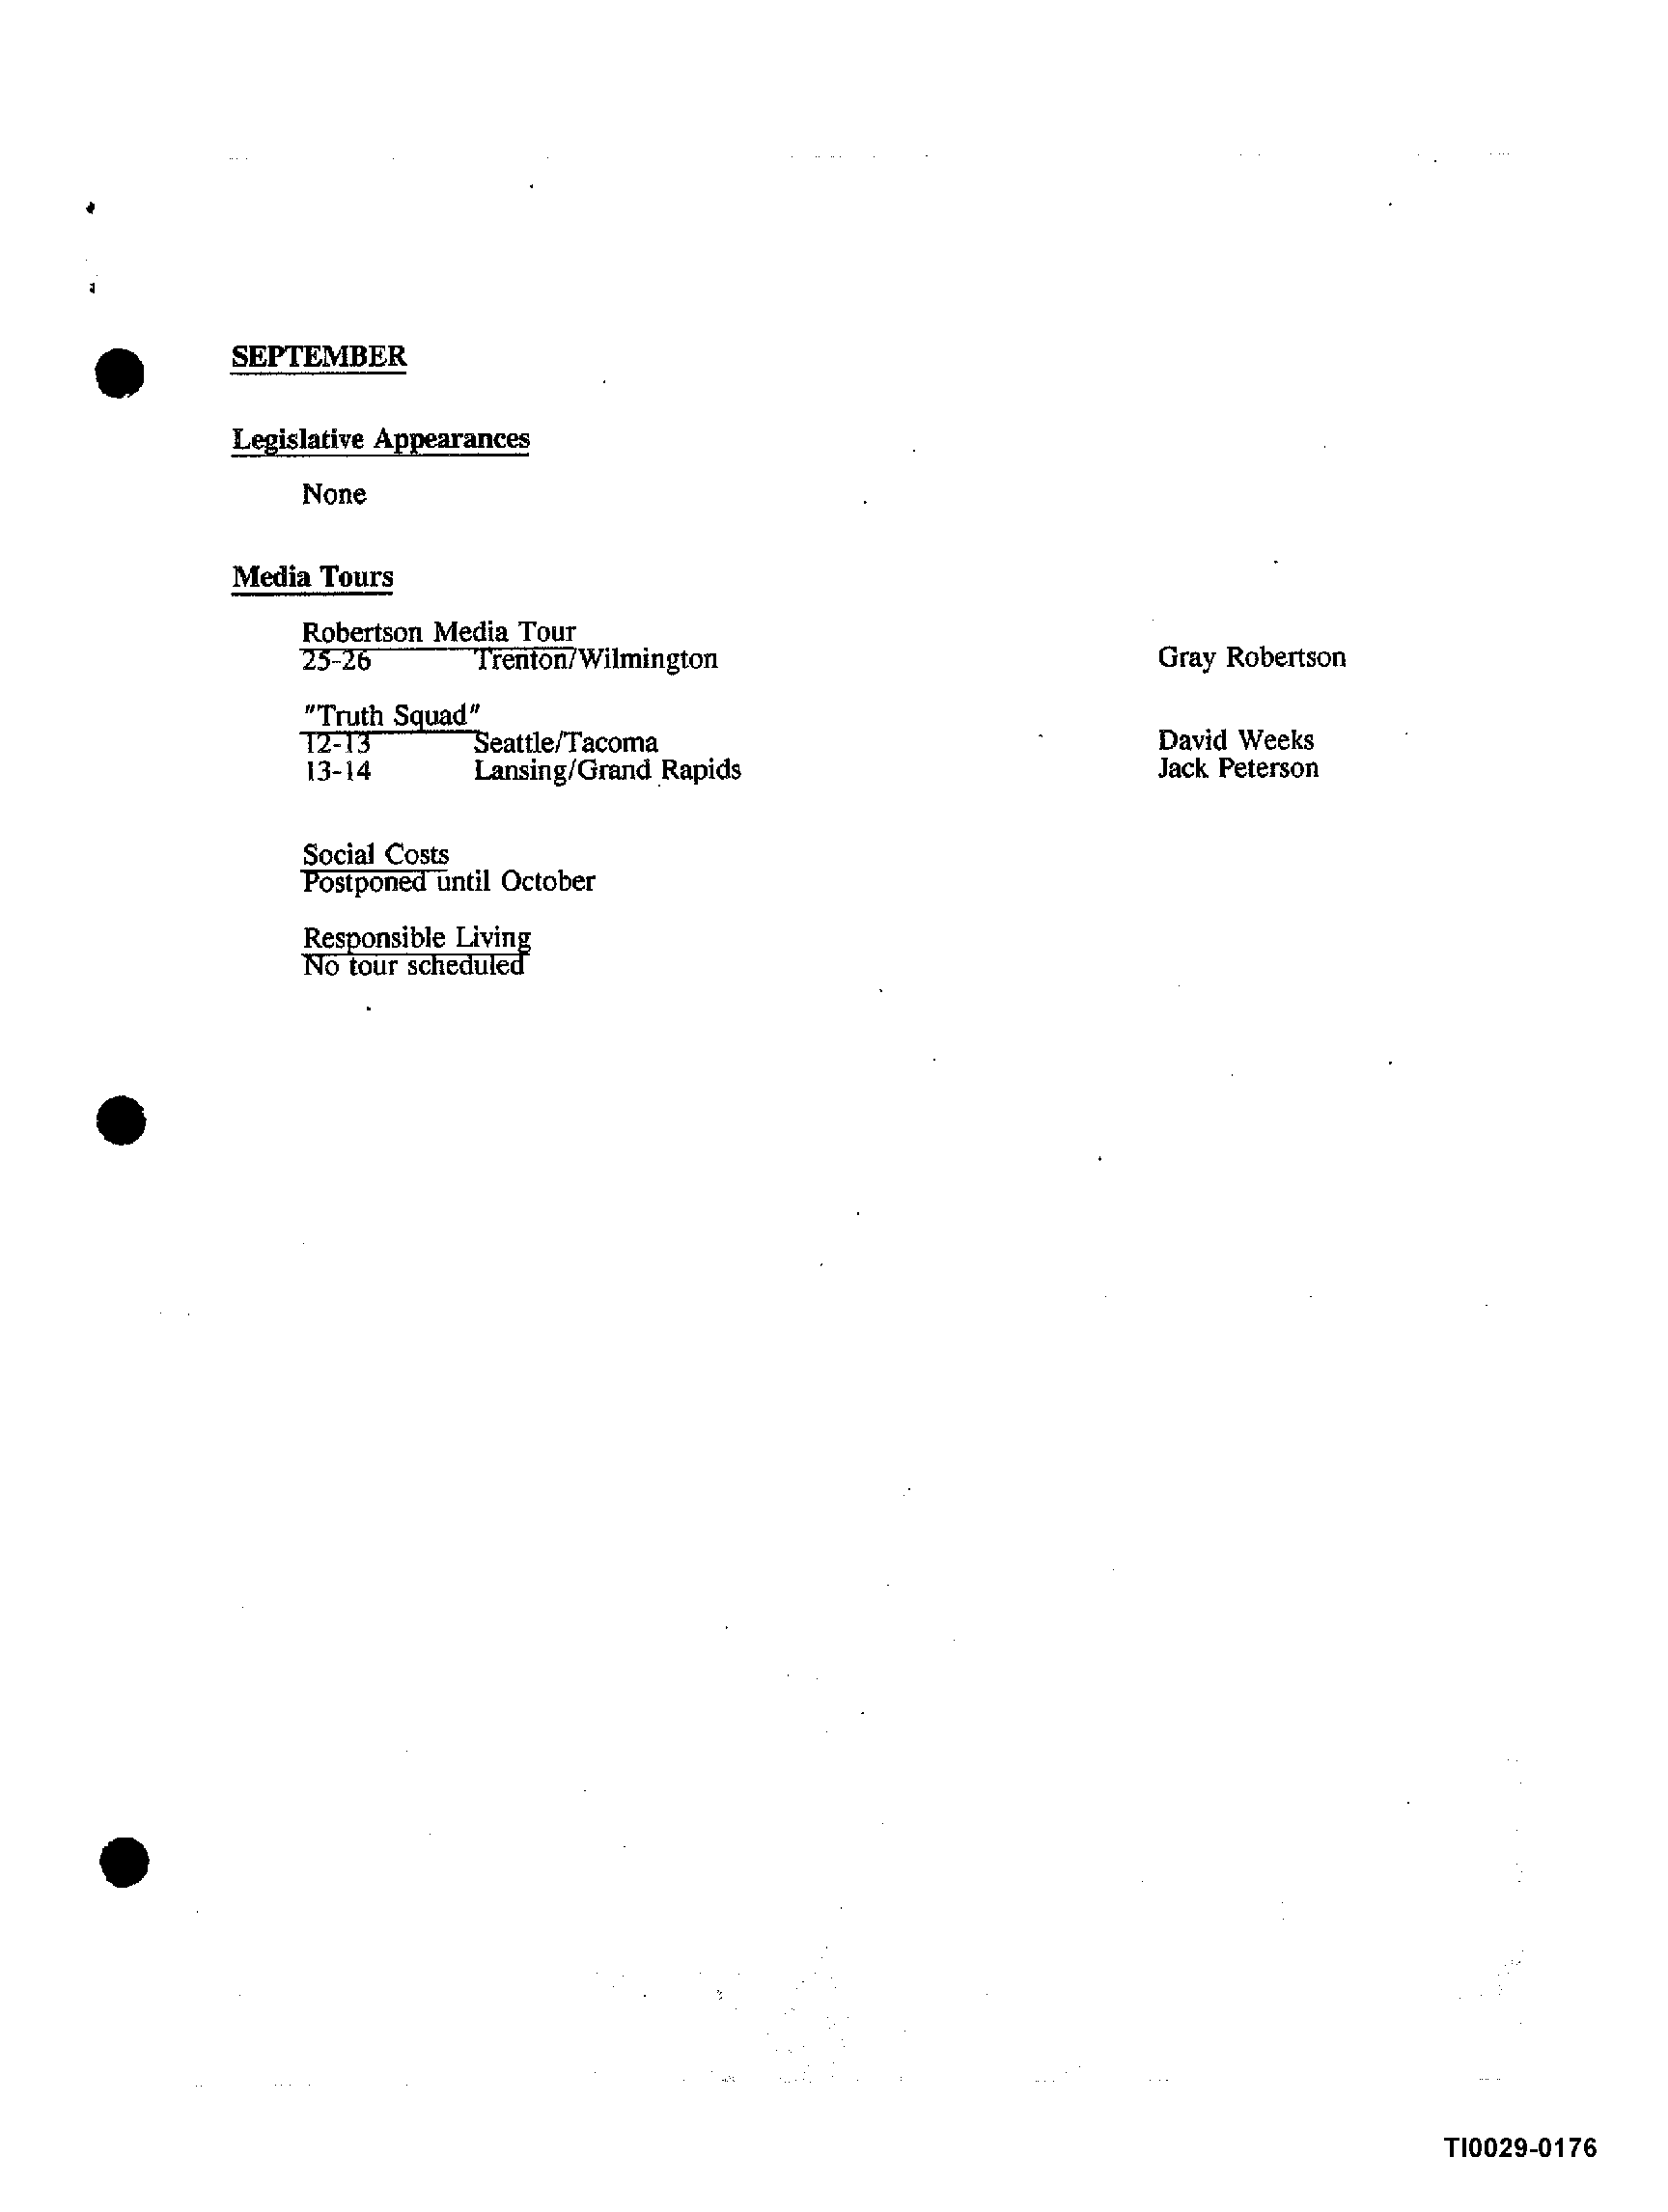 SEPTEMBER
Legislative Appearances
None
Media Tours
Robertson Media Tour
25-26 Trenton/Wilmington Gray Robertson
"Truth Squad"
12-13 Seattle/Tacoma David Weeks
13-14 Lansing/Grand Rapids Jack Peterson
Social Costs
Postponed until October
Responsible Living
No tour scheduled
TI0029-0176